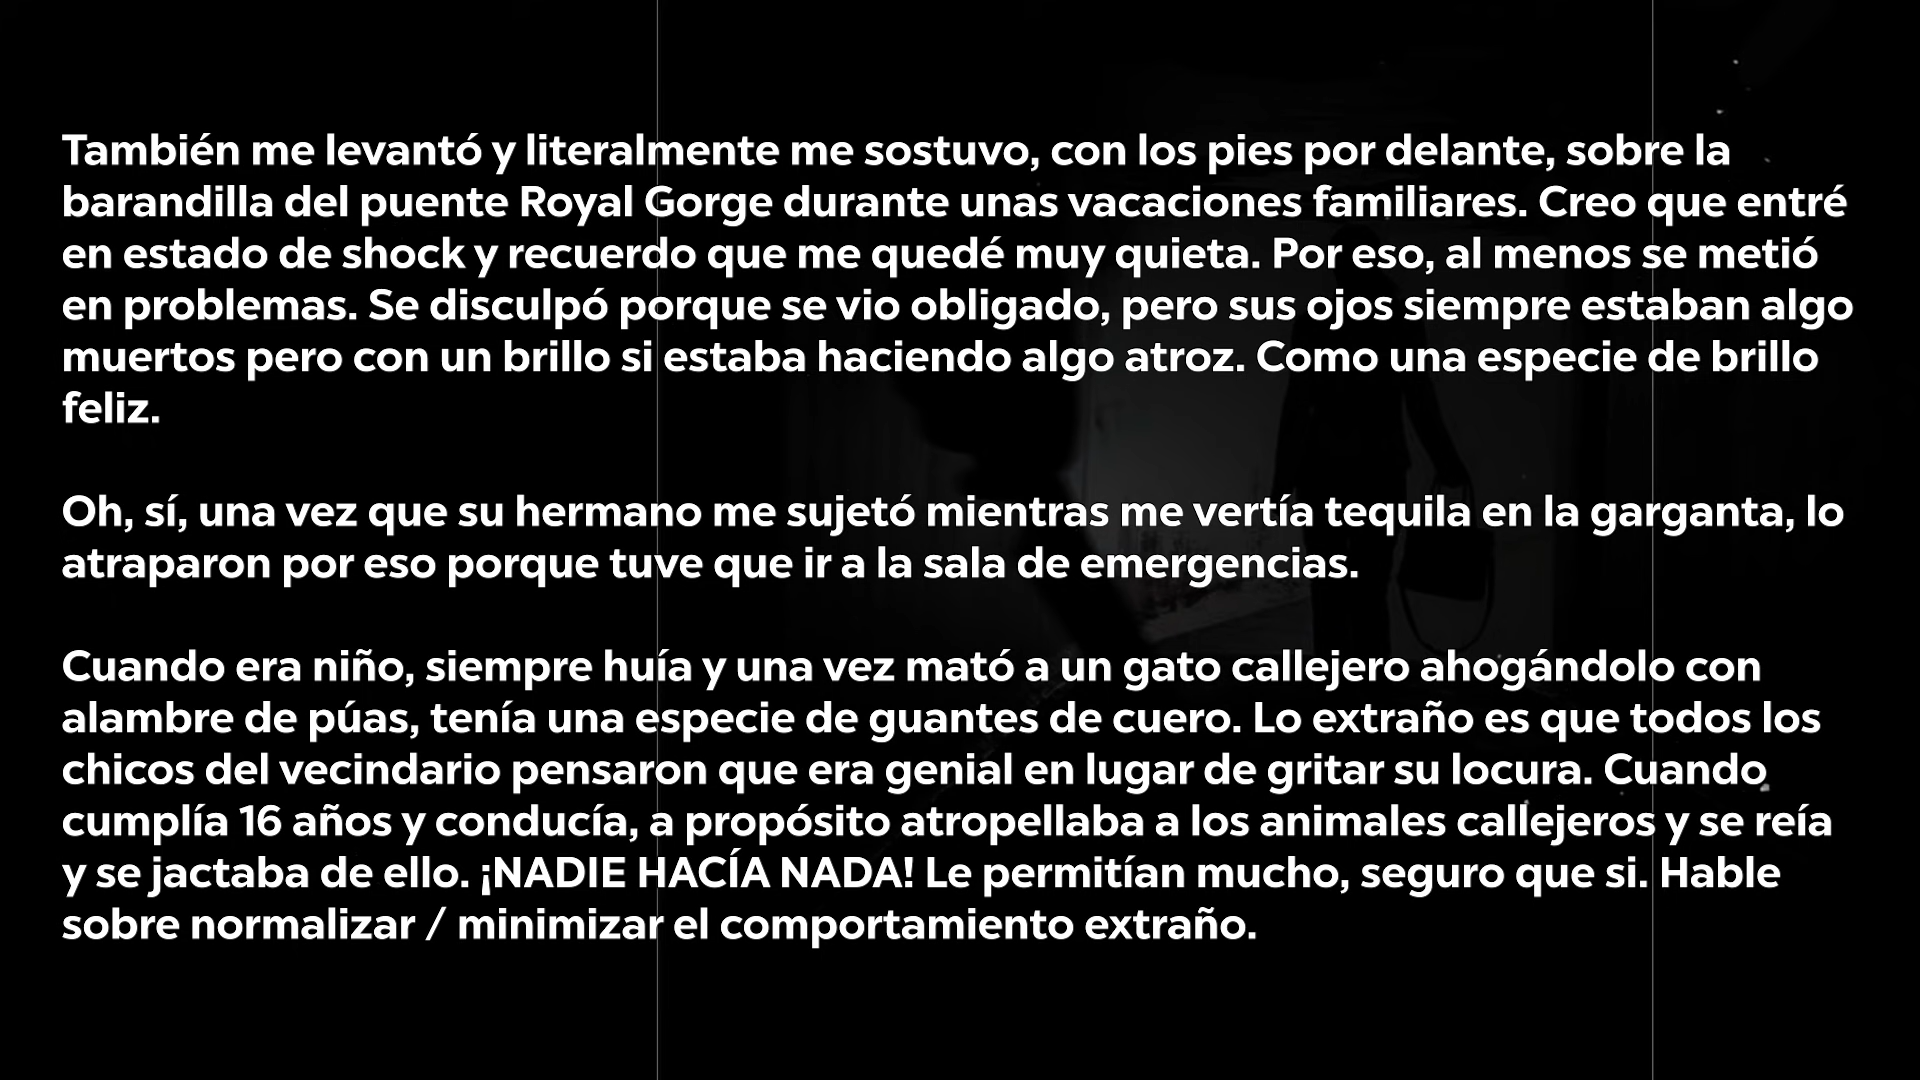 También me levantó y literalmente me sostuvo, con los pies por delante, sobre la
barandilla del puente Royal Gorge durante unas vacaciones familiares. Creo que entré
en estado de shock y recuerdo que me quedé muy quieta. Por eso, al menos se metió
en problemas. Se disculpó porque se vio obligado, pero sus ojos siempre estaban algo
muertos pero con un brillo si estaba haciendo algo atroz. Como una especie de brillo
feliz.
Oh, sí, una vez que su hermano me sujetó mientras me vertía tequila en la garganta, lo
atraparon por eso porque tuve que ir a la sala de emergencias.
Cuando era niño, siempre huía y una vez mató a un gato callejero ahogándolo con
alambre de púas, tenía una especie de guantes de cuero. Lo extraño es que todos los
chicos del vecindario pensaron que era genial en lugar de gritar su locura. Cuando
cumplía 16 años y conducía, a propósito atropellaba a los animales callejeros y se reía
y se jactaba de ello. ¡NADIE HACÍA NADA! Le permitían mucho, seguro que si. Hable
sobre normalizar / minimizar el comportamiento extraño.